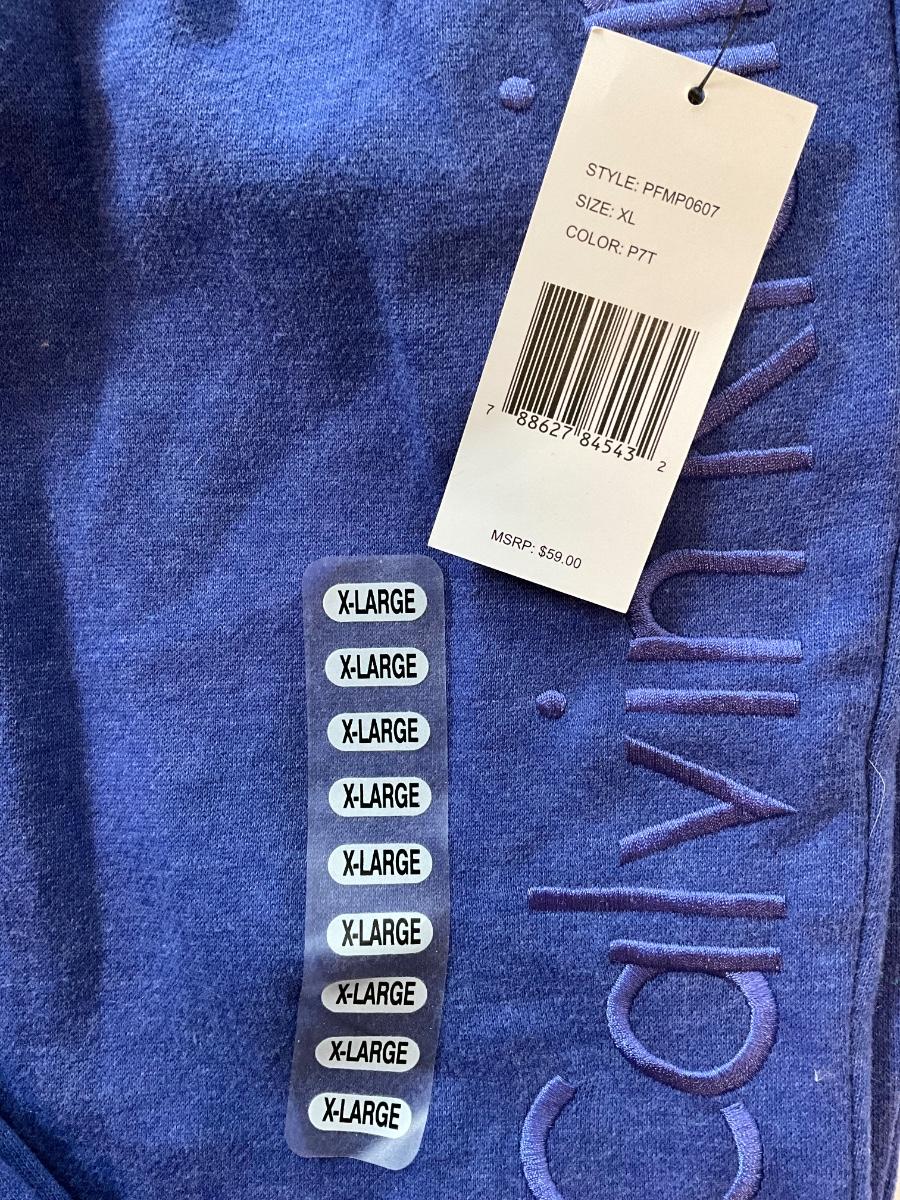 STYLE: PFMP0607
SIZE: XL
COLOR: P7T
7 88627 84543 2
MSRP: $59.00
X-LARGE
X-LARGE
X-LARGE
X-LARGE
X-LARGE
X-LARGE
X-LARGE
X-LARGE
X-LARGE
Calvin